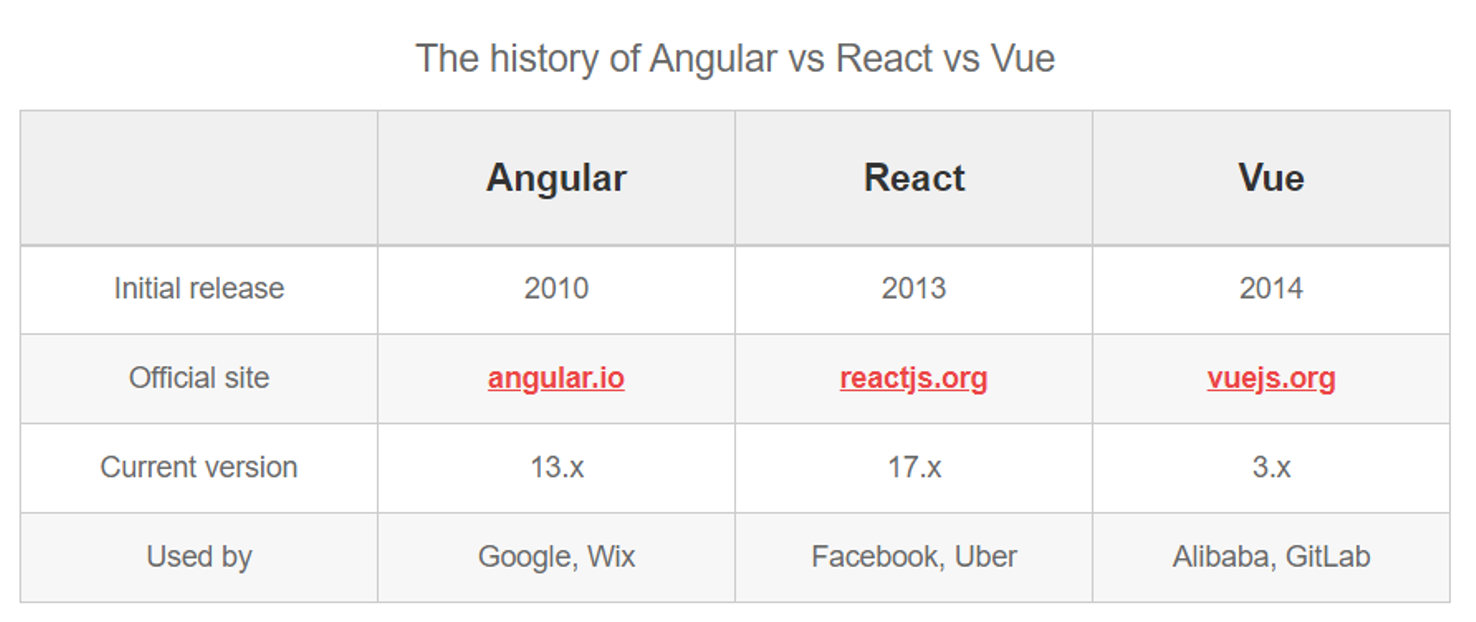 The history of Angular vs React vs Vue
Angular React Vue
Initial release 2010 2013 2014
Official site angular.io reactjs.org vuejs.org
Current version 13.x 17.x 3.x
Used by Google, Wix Facebook, Uber Alibaba, GitLab